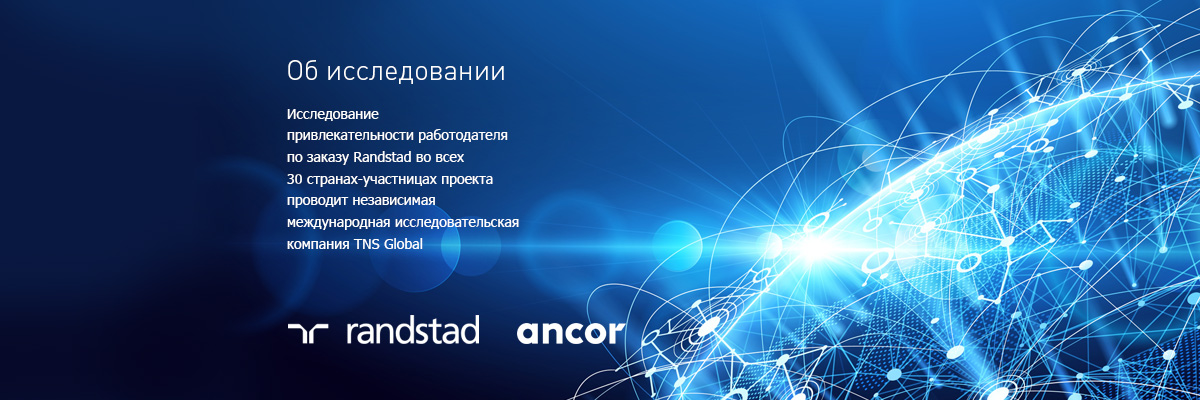 Об исследовании
Исследование
привлекательности работодателя
по заказу Randstad во всех
30 странах-участницах проекта
проводит независимая
международная исследовательская
компания TNS Global
randstad ancor